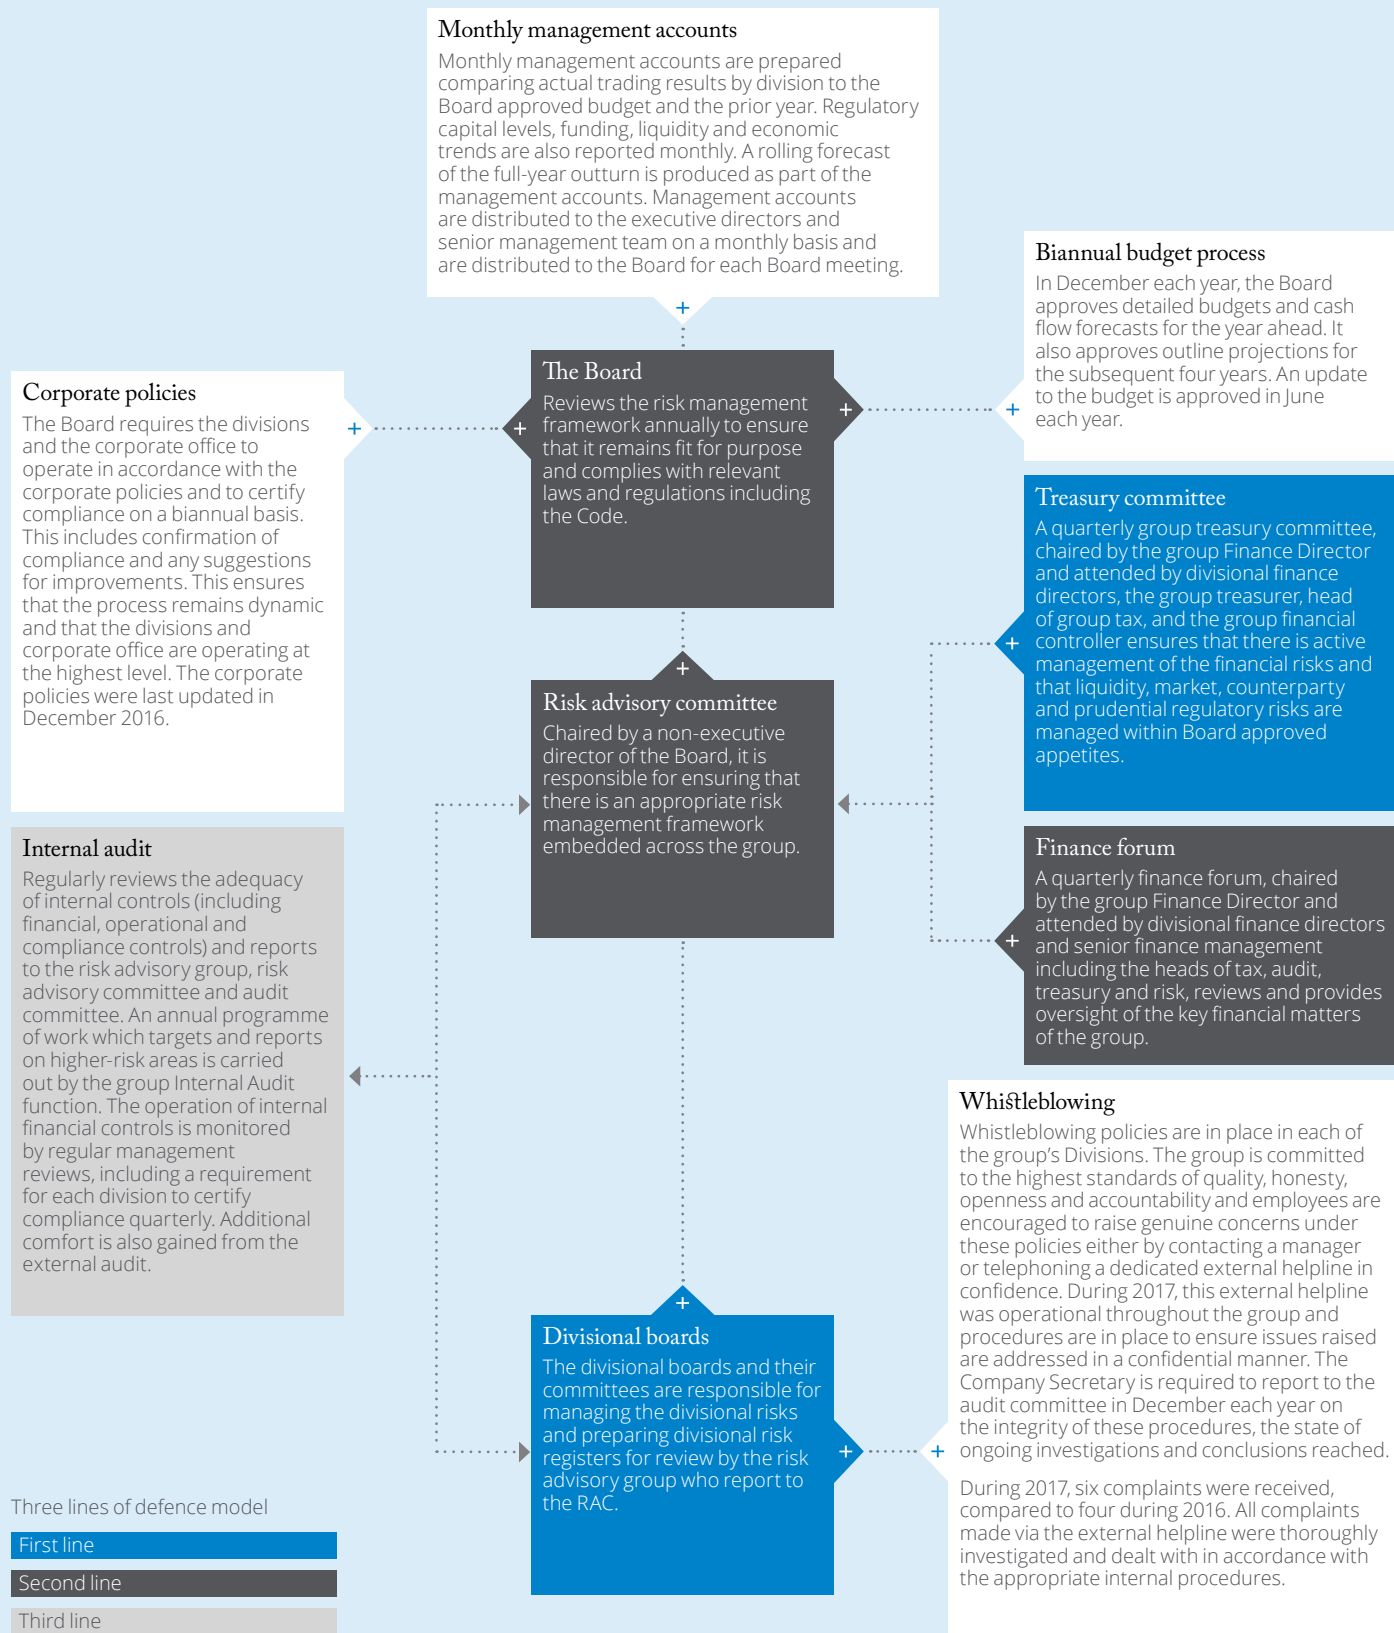 Monthly management accounts
Monthly management accounts are prepared
comparing actual trading results by division to the
Board approved budget and the prior year. Regulatory
capital levels, funding, liquidity and economic
trends are also reported monthly. A rolling forecast
of the full-year outturn is produced as part of the
management accounts. Management accounts
are distributed to the executive directors and
senior management team on a monthly basis and
are distributed to the Board for each Board meeting.
Biannual budget process
In December each year, the Board
approves detailed budgets and cash
flow forecasts for the year ahead. It
also approves outline projections for
the subsequent four years. An update
to the budget is approved in June
each year.
Corporate policies
The Board requires the divisions
and the corporate office to
operate in accordance with the
corporate policies and to certify
compliance on a biannual basis.
This includes confirmation of
compliance and any suggestions
for improvements. This ensures
that the process remains dynamic
and that the divisions and
corporate office are operating at
the highest level. The corporate
policies were last updated in
December 2016.
The Board
Reviews the risk management
framework annually to ensure
that it remains fit for purpose
and complies with relevant
laws and regulations including
the Code.
Treasury committee
A quarterly group treasury committee,
chaired by the group Finance Director
and attended by divisional finance
directors, the group treasurer, head
of group tax, and the group financial
controller ensures that there is active
management of the financial risks and
that liquidity, market, counterparty
and prudential regulatory risks are
managed within Board approved
appetites.
Risk advisory committee
Chaired by a non-executive
director of the Board, it is
responsible for ensuring that
there is an appropriate risk
management framework
embedded across the group.
Internal audit
Regularly reviews the adequacy
of internal controls (including
financial, operational and
compliance controls) and reports
to the risk advisory group, risk
advisory committee and audit
committee. An annual programme
of work which targets and reports
on higher-risk areas is carried
out by the group Internal Audit
function. The operation of internal
financial controls is monitored
by regular management
reviews, including a requirement
for each division to certify
compliance quarterly. Additional
comfort is also gained from the
external audit.
Finance forum
A quarterly finance forum, chaired
by the group Finance Director and
attended by divisional finance directors
and senior finance management
including the heads of tax, audit,
treasury and risk, reviews and provides
oversight of the key financial matters
of the group.
Whistleblowing
Whistleblowing policies are in place in each of
the group's Divisions. The group is committed
to the highest standards of quality, honesty,
openness and accountability and employees are
encouraged to raise genuine concerns under
these policies either by contacting a manager
or telephoning a dedicated external helpline in
confidence. During 2017, this external helpline
was operational throughout the group and
procedures are in place to ensure issues raised
are addressed in a confidential manner. The
Company Secretary is required to report to the
audit committee in December each year on
the integrity of these procedures, the state of
ongoing investigations and conclusions reached.
During 2017, six complaints were received,
compared to four during 2016. All complaints
made via the external helpline were thoroughly
investigated and dealt with in accordance with
the appropriate internal procedures.
Divisional boards
The divisional boards and their
committees are responsible for
managing the divisional risks
and preparing divisional risk
registers for review by the risk
advisory group who report to
the RAC.
Three lines of defence model
First line
Second line
Third line